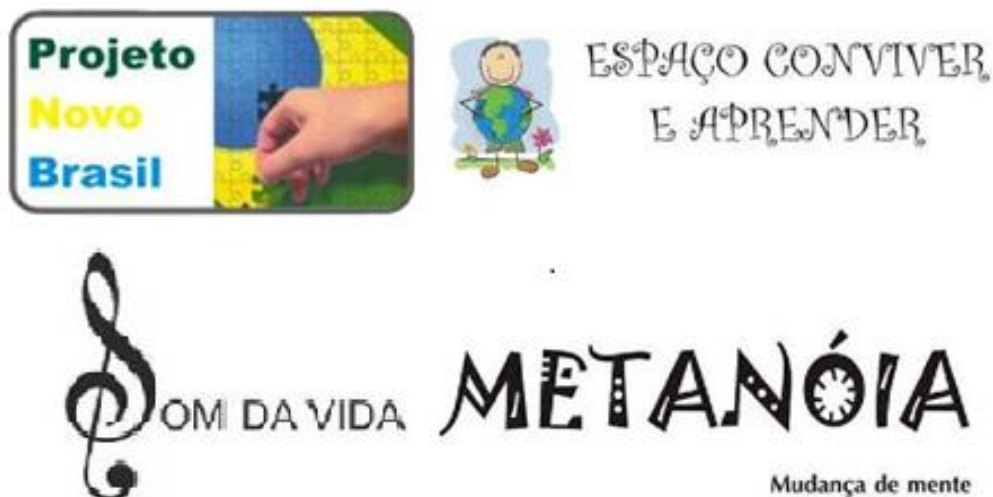 Projeto
Novo
Brasil
ESPAÇO CONVIVER
E APRENDER
SOM DA VIDA
METANÓIA
Mudança de mente